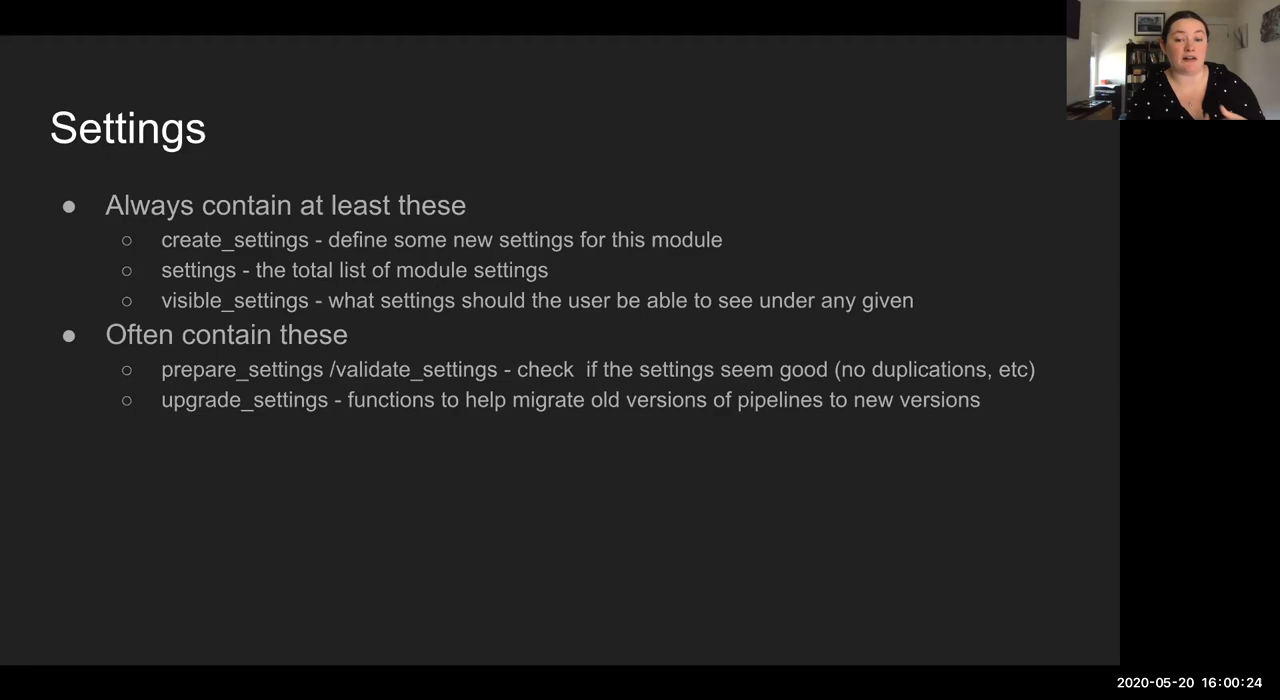 Settings
● Always contain at least these
○ create_settings - define some new settings for this module
○ settings - the total list of module settings
○ visible_settings - what settings should the user be able to see under any given
● Often contain these
○ prepare_settings /validate_settings - check  if the settings seem good (no duplications, etc)
○ upgrade_settings - functions to help migrate old versions of pipelines to new versions
2020-05-20 16:00:24